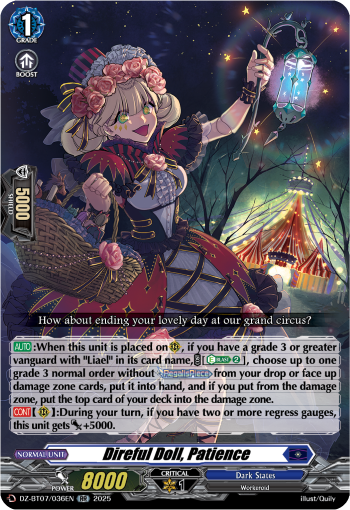 1
GRADE
BOOST
5000
SHIELD
How about ending your lovely day at our grand circus?
AUTO:When this unit is placed on R, if you have a grade 3 or greater
vanguard with "Liael" in its card name, [E-BLAST 2], choose up to one
grade 3 normal order without RegalisPiece from your drop or face up
damage zone cards, put it into hand, and if you put from the damage
zone, put the top card of your deck into the damage zone.
CONT【R】:During your turn, if you have two or more regress gauges,
this unit gets +5000.
NORMAL UNIT
Direful Doll, Patience
POWER
8000
CRITICAL
1
Dark States
Workeroid
DZ-BT07/036EN RR 2025
illust/Quily